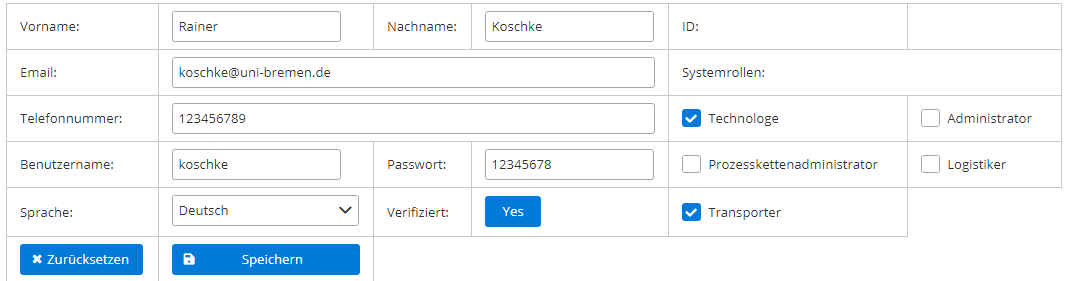 Vorname: Rainer Nachname: Koschke ID:
Email: koschke@uni-bremen.de Systemrollen:
Telefonnummer: 123456789 Technologe Administrator
Benutzername: koschke Passwort: 12345678 Prozesskettenadministrator Logistiker
Sprache: Deutsch Verifiziert: Yes Transporter
Zurücksetzen Speichern